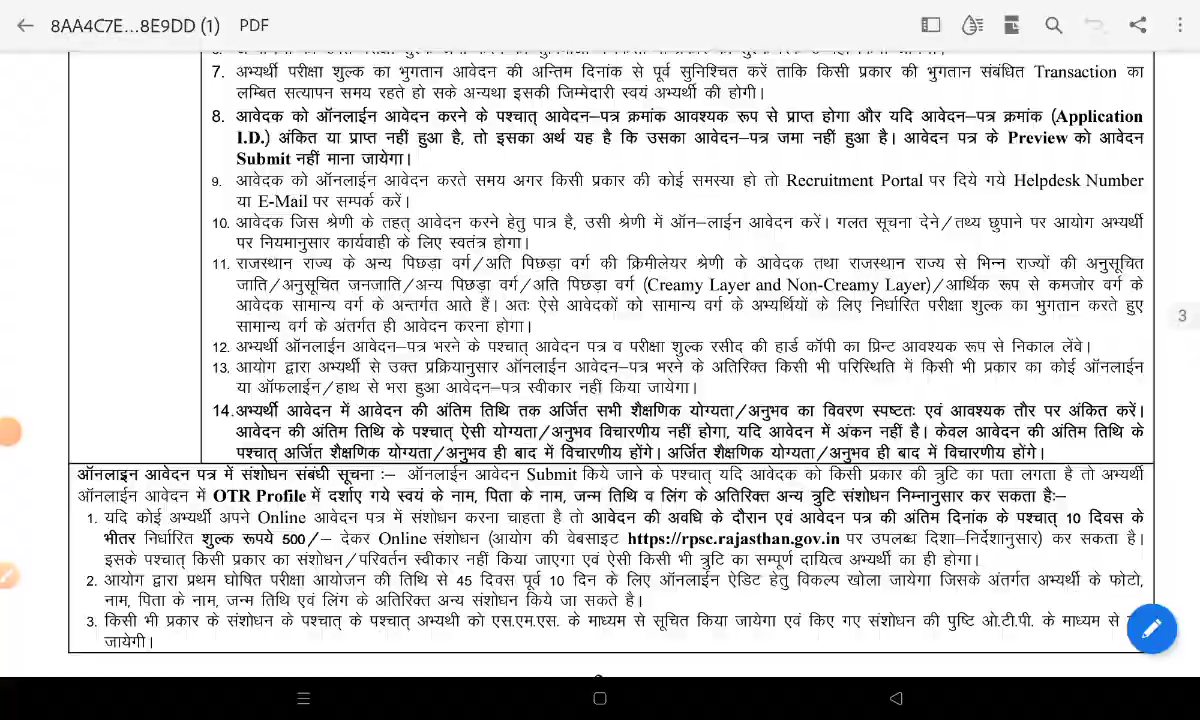 8AA4C7E...8E9DD (1) PDF
7. अभ्यर्थी परीक्षा शुल्क का भुगतान आवेदन की अन्तिम दिनांक से पूर्व सुनिश्चित करें ताकि किसी प्रकार की भुगतान संबंधित Transaction का
लम्बित सत्यापन समय रहते हो सके अन्यथा इसकी जिम्मेदारी स्वयं अभ्यर्थी की होगी।
8. आवेदक को ऑनलाईन आवेदन करने के पश्चात् आवेदन–पत्र क्रमांक आवश्यक रूप से प्राप्त होगा और यदि आवेदन–पत्र क्रमांक (Application
I.D.) अंकित या प्राप्त नहीं हुआ है, तो इसका अर्थ यह है कि उसका आवेदन–पत्र जमा नहीं हुआ है। आवेदन पत्र के Preview को आवेदन
Submit नहीं माना जायेगा।
9. आवेदक को ऑनलाईन आवेदन करते समय अगर किसी प्रकार की कोई समस्या हो तो Recruitment Portal पर दिये गये Helpdesk Number
या E-Mail पर सम्पर्क करें।
10. आवेदक जिस श्रेणी के तहत् आवेदन करने हेतु पात्र है, उसी श्रेणी में ऑन–लाईन आवेदन करें। गलत सूचना देने/तथ्य छुपाने पर आयोग अभ्यर्थी
पर नियमानुसार कार्यवाही के लिए स्वतंत्र होगा।
11. राजस्थान राज्य के अन्य पिछड़ा वर्ग/अति पिछड़ा वर्ग की क्रिमीलेयर श्रेणी के आवेदक तथा राजस्थान राज्य से भिन्न राज्यों की अनुसूचित
जाति/अनुसूचित जनजाति/अन्य पिछड़ा वर्ग/अति पिछड़ा वर्ग (Creamy Layer and Non-Creamy Layer)/आर्थिक रूप से कमजोर वर्ग के
आवेदक सामान्य वर्ग के अन्तर्गत आते हैं। अतः ऐसे आवेदकों को सामान्य वर्ग के अभ्यर्थियों के लिए निर्धारित परीक्षा शुल्क का भुगतान करते हुए
सामान्य वर्ग के अंतर्गत ही आवेदन करना होगा।
12. अभ्यर्थी ऑनलाईन आवेदन–पत्र भरने के पश्चात् आवेदन पत्र व परीक्षा शुल्क रसीद की हार्ड कॉपी का प्रिन्ट आवश्यक रूप से निकाल लेंवे।
13. आयोग द्वारा अभ्यर्थी से उक्त प्रक्रियानुसार ऑनलाईन आवेदन–पत्र भरने के अतिरिक्त किसी भी परिस्थिति में किसी भी प्रकार का कोई ऑनलाईन
या ऑफलाईन/हाथ से भरा हुआ आवेदन–पत्र स्वीकार नहीं किया जायेगा।
14. अभ्यर्थी आवेदन में आवेदन की अंतिम तिथि तक अर्जित सभी शैक्षणिक योग्यता/अनुभव का विवरण स्पष्टतः एवं आवश्यक तौर पर अंकित करें।
आवेदन की अंतिम तिथि के पश्चात् ऐसी योग्यता/अनुभव विचारणीय नहीं होगा, यदि आवेदन में अंकन नहीं है। केवल आवेदन की अंतिम तिथि के
पश्चात् अर्जित शैक्षणिक योग्यता/अनुभव ही बाद में विचारणीय होंगे। अर्जित शैक्षणिक योग्यता/अनुभव ही बाद में विचारणीय होंगे।
ऑनलाइन आवेदन पत्र में संशोधन संबंधी सूचना :– ऑनलाईन आवेदन Submit किये जाने के पश्चात् यदि आवेदक को किसी प्रकार की त्रुटि का पता लगता है तो अभ्यर्थी
ऑनलाईन आवेदन में OTR Profile में दर्शाए गये स्वयं के नाम, पिता के नाम, जन्म तिथि व लिंग के अतिरिक्त अन्य त्रुटि संशोधन निम्नानुसार कर सकता है:–
1. यदि कोई अभ्यर्थी अपने Online आवेदन पत्र में संशोधन करना चाहता है तो आवेदन की अवधि के दौरान एवं आवेदन पत्र की अंतिम दिनांक के पश्चात् 10 दिवस के
भीतर निर्धारित शुल्क रूपये 500/– देकर Online संशोधन (आयोग की वेबसाइट https://rpsc.rajasthan.gov.in पर उपलब्ध दिशा–निर्देशानुसार) कर सकता है।
इसके पश्चात् किसी प्रकार का संशोधन/परिवर्तन स्वीकार नहीं किया जाएगा एवं ऐसी किसी भी त्रुटि का सम्पूर्ण दायित्व अभ्यर्थी का ही होगा।
2. आयोग द्वारा प्रथम घोषित परीक्षा आयोजन की तिथि से 45 दिवस पूर्व 10 दिन के लिए ऑनलाईन ऐडिट हेतु विकल्प खोला जायेगा जिसके अंतर्गत अभ्यर्थी के फोटो,
नाम, पिता के नाम, जन्म तिथि एवं लिंग के अतिरिक्त अन्य संशोधन किये जा सकते है।
3. किसी भी प्रकार के संशोधन के पश्चात् के पश्चात् अभ्यथी को एस.एम.एस. के माध्यम से सूचित किया जायेगा एवं किए गए संशोधन की पुष्टि ओ.टी.पी. के माध्यम से
जायेगी।
3